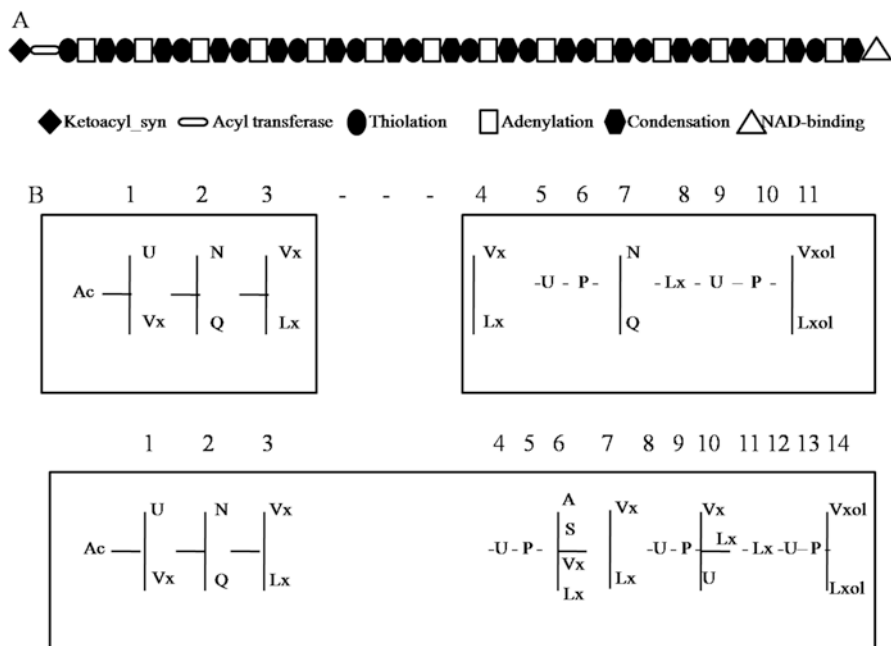 A
Ketoacyl_syn Acyl transferase Thiolation Adenylation Condensation NAD-binding
B 1 2 3 - - - 4 5 6 7 8 9 10 11
U N Vx Vx N Vxol
Ac -U - P - - Lx - U - P -
Vx Q Lx Lx Q Lxol
1 2 3 4 5 6 7 8 9 10 11 12 13 14
U N Vx A Vx Vx Vxol
S Lx
Ac -U - P - -U - P - Lx -U - P
Vx Q Lx Vx Lx U Lxol
Lx